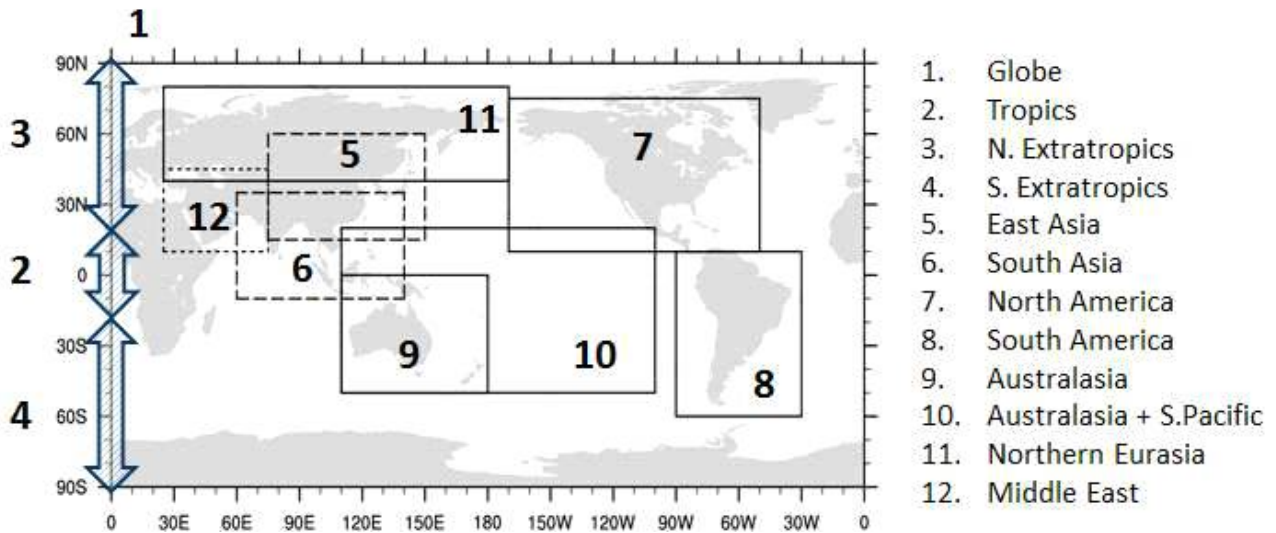 1
90N
3
60N
11
7
5
30N
12
2
0
6
30S
9
10
8
4
60S
90S
0 30E 60E 90E 120E 150E 180 150W 120W 90W 60W 30W 0
1. Globe
2. Tropics
3. N. Extratropics
4. S. Extratropics
5. East Asia
6. South Asia
7. North America
8. South America
9. Australasia
10. Australasia + S.Pacific
11. Northern Eurasia
12. Middle East